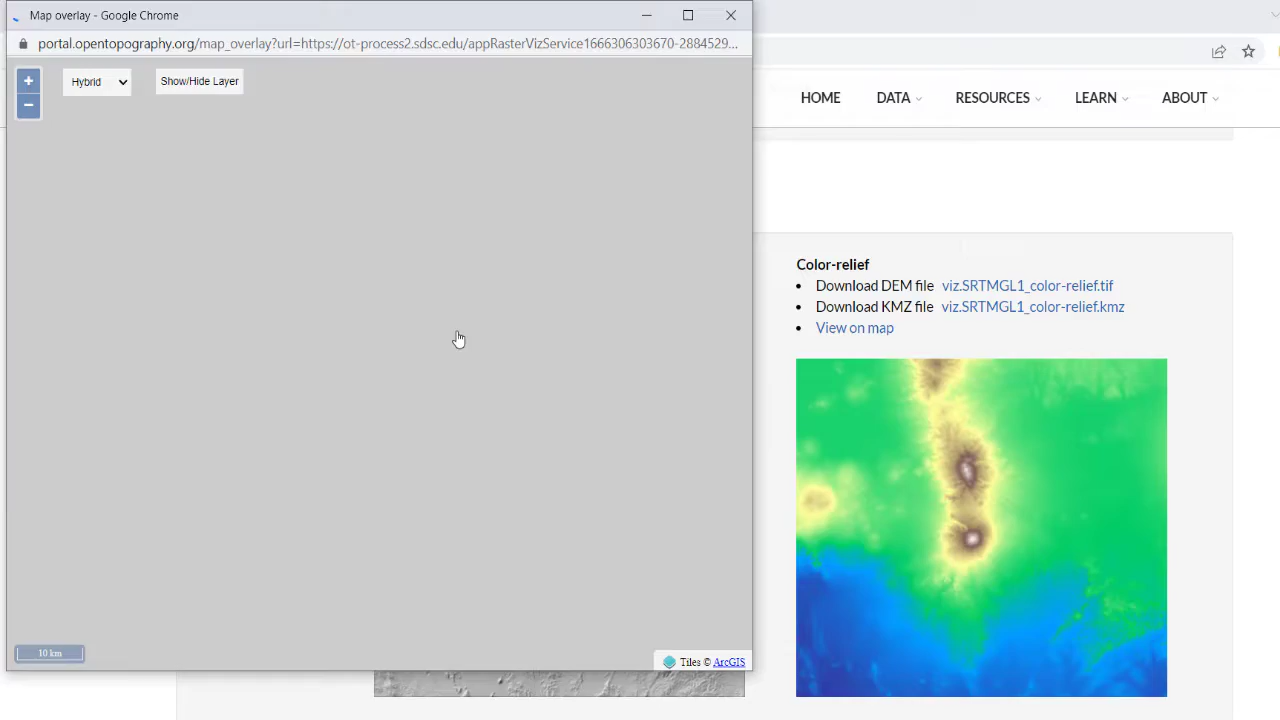 Map overlay - Google Chrome
portal.opentopography.org/map_overlay?url=https://ot-process2.sdsc.edu/appRasterVizService1666306303670-2884529...
+
−
Hybrid
Show/Hide Layer
HOME
DATA
RESOURCES
LEARN
ABOUT
Color-relief
• Download DEM file viz.SRTMGL1_color-relief.tif
• Download KMZ file viz.SRTMGL1_color-relief.kmz
• View on map
10 km
Tiles © ArcGIS